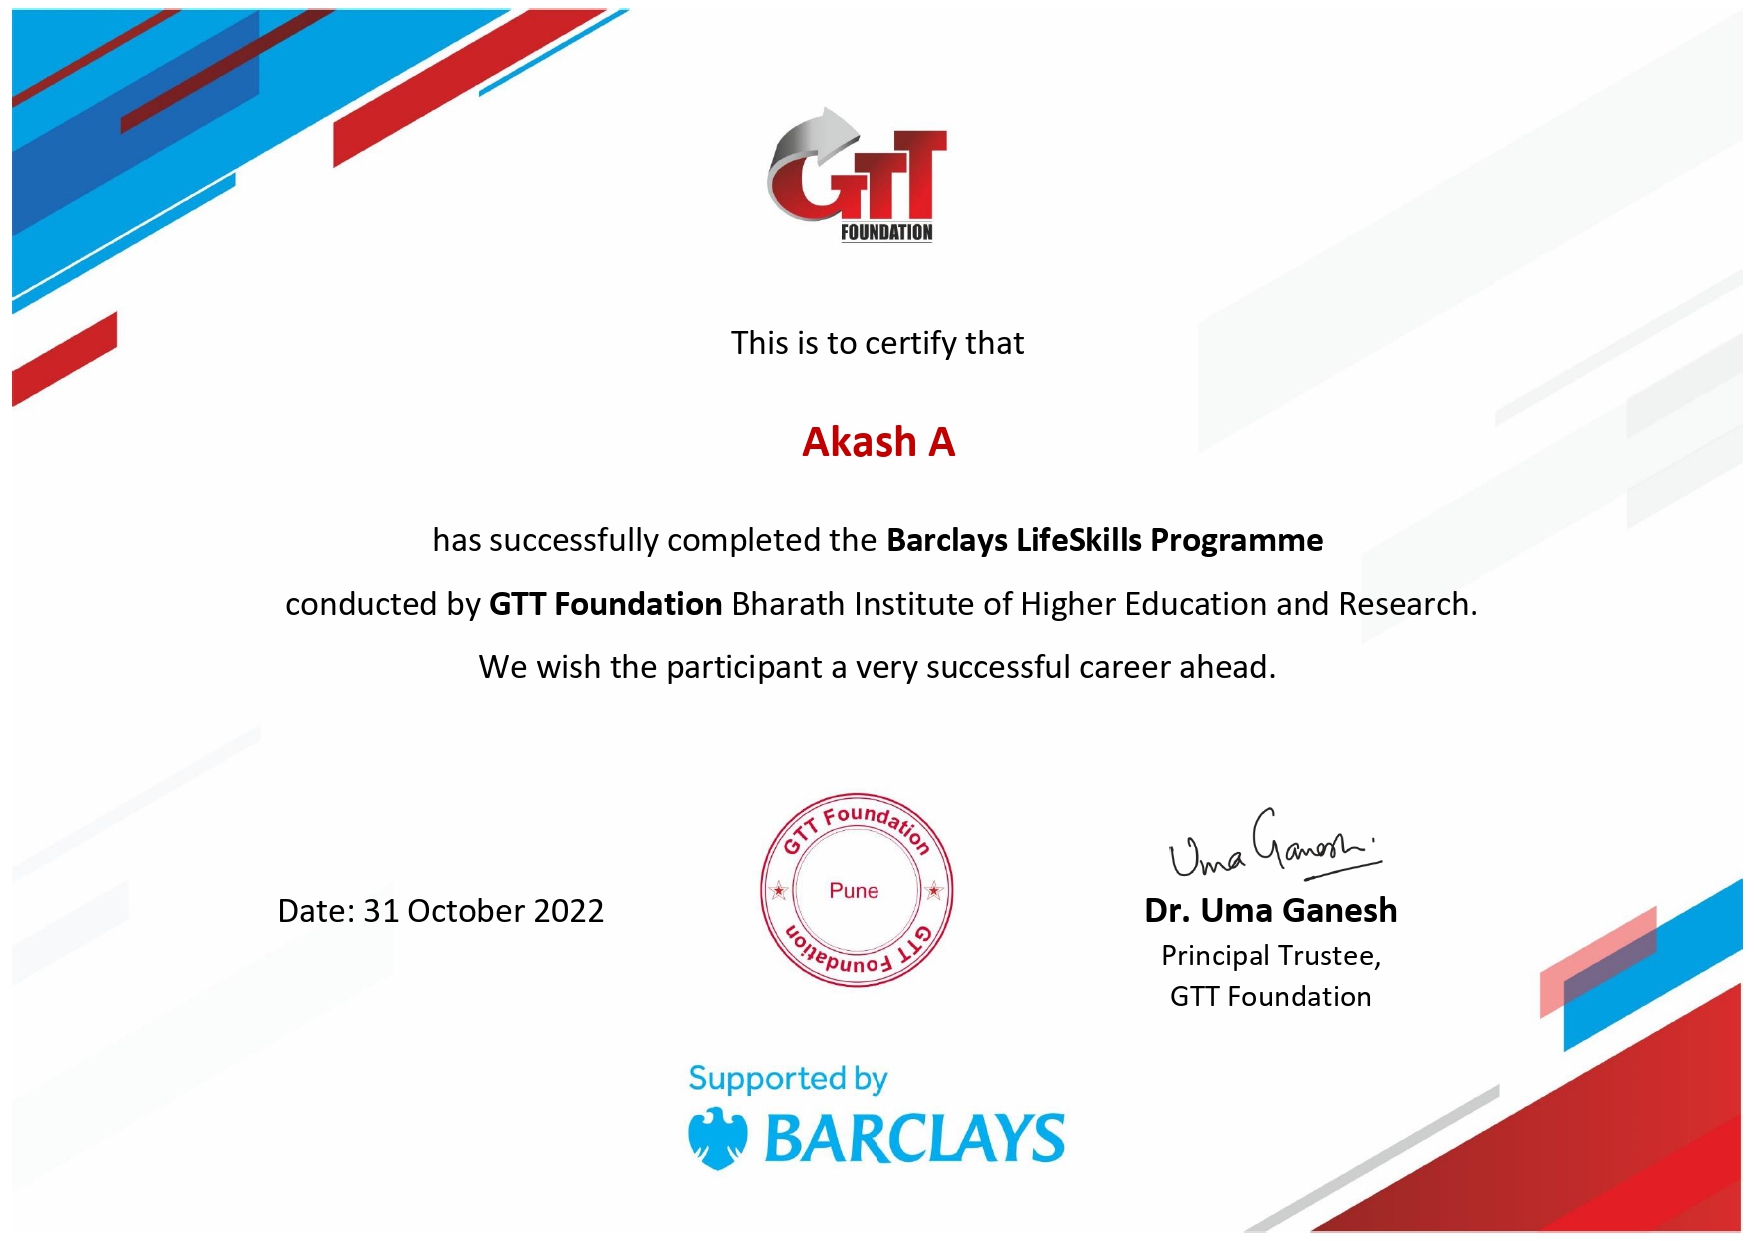 GTT
FOUNDATION
This is to certify that
Akash A
has successfully completed the Barclays LifeSkills Programme
conducted by GTT Foundation Bharath Institute of Higher Education and Research.
We wish the participant a very successful career ahead.
GTT Foundation
Pune
GTT Foundation
Uma Ganesh
Date: 31 October 2022
Dr. Uma Ganesh
Principal Trustee,
GTT Foundation
Supported by
BARCLAYS